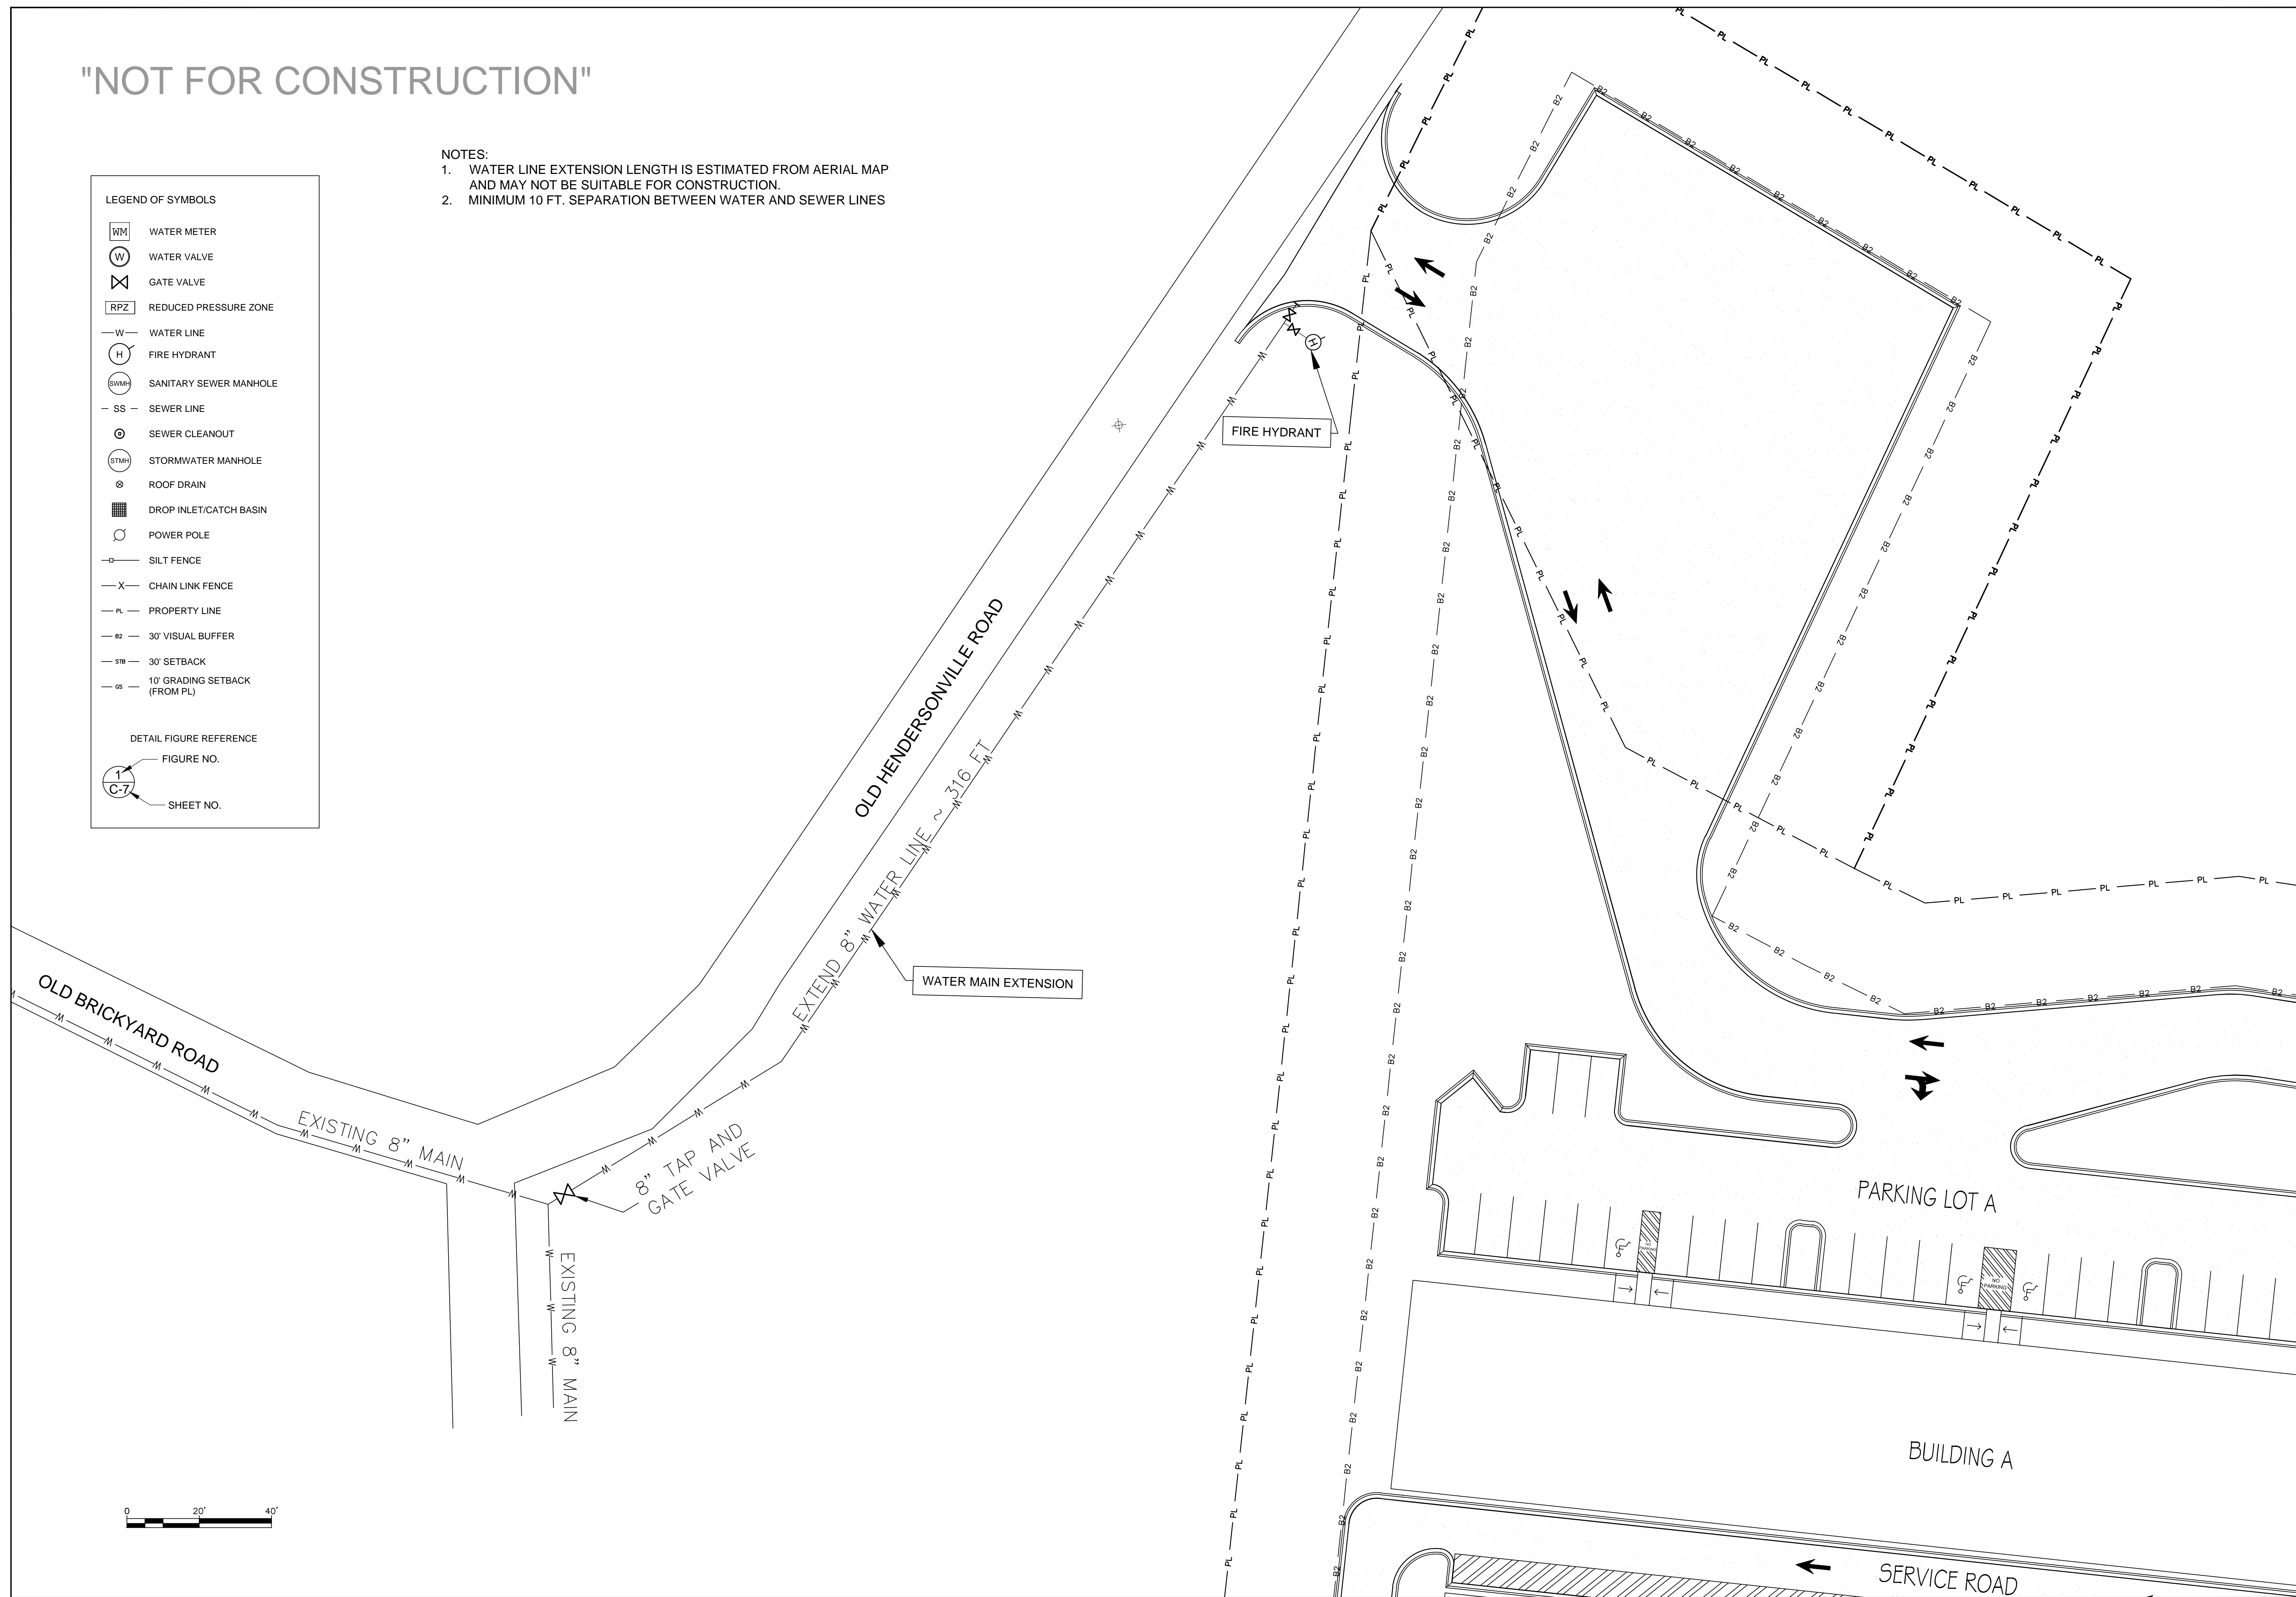 "NOT FOR CONSTRUCTION"
NOTES:
1. WATER LINE EXTENSION LENGTH IS ESTIMATED FROM AERIAL MAP
AND MAY NOT BE SUITABLE FOR CONSTRUCTION.
2. MINIMUM 10 FT. SEPARATION BETWEEN WATER AND SEWER LINES
LEGEND OF SYMBOLS
WM WATER METER
W WATER VALVE
GATE VALVE
RPZ REDUCED PRESSURE ZONE
W WATER LINE
H FIRE HYDRANT
SWMH SANITARY SEWER MANHOLE
SS SEWER LINE
SEWER CLEANOUT
STMH STORMWATER MANHOLE
ROOF DRAIN
DROP INLET/CATCH BASIN
POWER POLE
SILT FENCE
X CHAIN LINK FENCE
PL PROPERTY LINE
B2 30' VISUAL BUFFER
STB 30' SETBACK
GS 10' GRADING SETBACK
(FROM PL)
DETAIL FIGURE REFERENCE
FIGURE NO.
1
C-7
SHEET NO.
H
FIRE HYDRANT
OLD HENDERSONVILLE ROAD
EXTEND 8" WATER LINE ~ 316 FT
WATER MAIN EXTENSION
OLD BRICKYARD ROAD
EXISTING 8" MAIN
8" TAP AND
GATE VALVE
EXISTING 8" MAIN
PARKING LOT A
NO
PARKING
NO
PARKING
BUILDING A
SERVICE ROAD
0 20' 40'